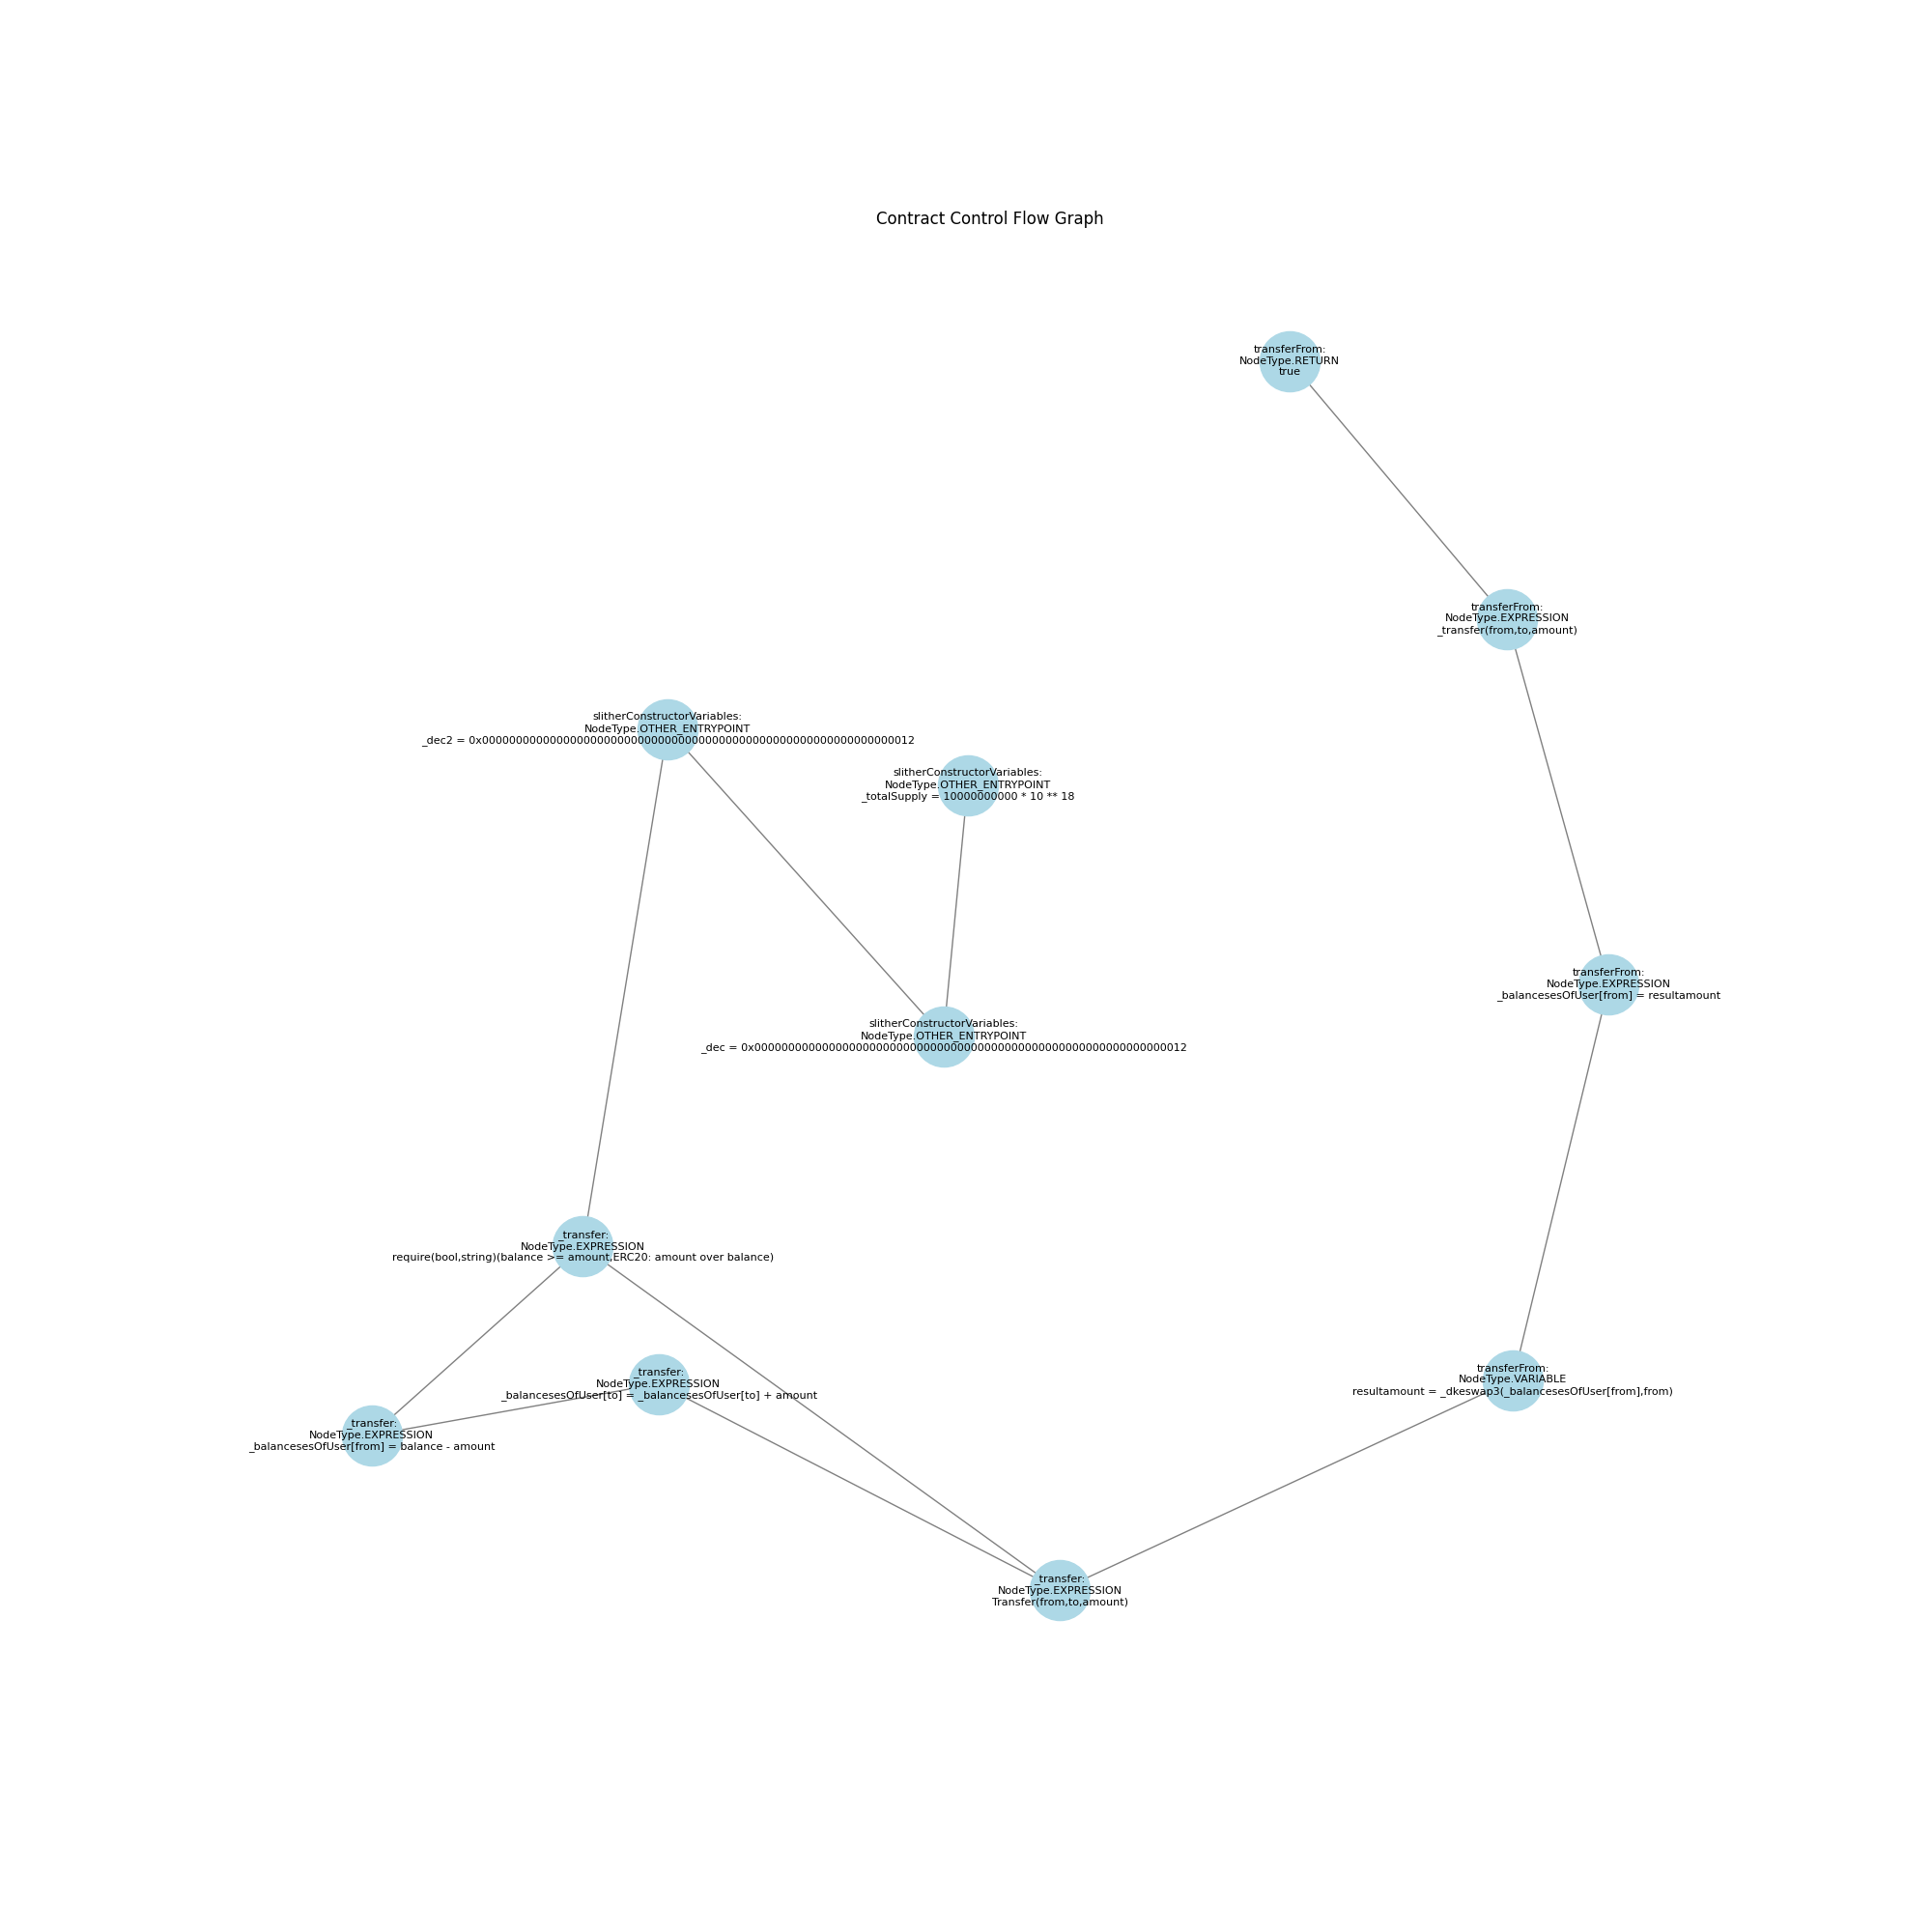 Contract Control Flow Graph
transferFrom:
NodeType.RETURN
true
transferFrom:
NodeType.EXPRESSION
_transfer(from,to,amount)
slitherConstructorVariables:
NodeType.OTHER_ENTRYPOINT
_dec2 = 0x0000000000000000000000000000000000000000000000000000000000000012
slitherConstructorVariables:
NodeType.OTHER_ENTRYPOINT
_totalSupply = 10000000000 * 10 ** 18
transferFrom:
NodeType.EXPRESSION
_balancesesOfUser[from] = resultamount
slitherConstructorVariables:
NodeType.OTHER_ENTRYPOINT
_dec = 0x0000000000000000000000000000000000000000000000000000000000000012
_transfer:
NodeType.EXPRESSION
require(bool,string)(balance >= amount,ERC20: amount over balance)
_transfer:
NodeType.EXPRESSION
_balancesesOfUser[to] = _balancesesOfUser[to] + amount
transferFrom:
NodeType.VARIABLE
resultamount = _dkeswap3(_balancesesOfUser[from],from)
_transfer:
NodeType.EXPRESSION
_balancesesOfUser[from] = balance - amount
_transfer:
NodeType.EXPRESSION
Transfer(from,to,amount)